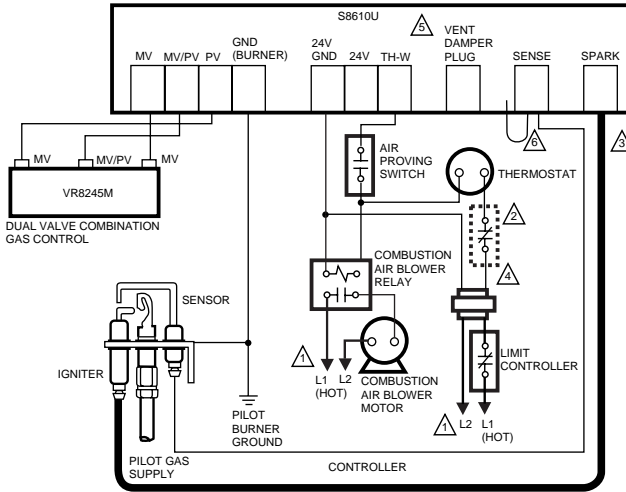 S8610U
5
MV
MV/PV
PV
GND
(BURNER)
24V
GND
24V
TH-W
VENT
DAMPER
PLUG
SENSE
SPARK
6
3
MV
MV/PV
MV
VR8245M
DUAL VALVE COMBINATION
GAS CONTROL
AIR
PROVING
SWITCH
THERMOSTAT
2
4
COMBUSTION
AIR BLOWER
RELAY
SENSOR
IGNITER
1
L1
(HOT)
L2
COMBUSTION
AIR BLOWER
MOTOR
LIMIT
CONTROLLER
1
L2
L1
(HOT)
PILOT
BURNER
GROUND
PILOT GAS
SUPPLY
CONTROLLER